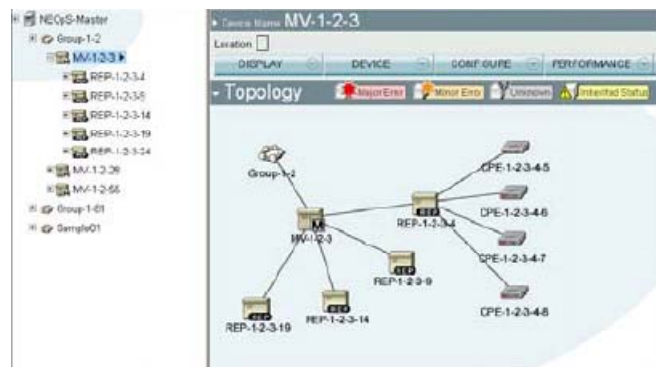 NEOpS-Master
Group-1-2
MV-1-2-3
REP-1-2-3-4
REP-1-2-3-9
REP-1-2-3-14
REP-1-2-3-19
REP-1-2-3-24
MV-1-2-29
MV-1-2-55
Group-1-61
Sample01
Device Name MV-1-2-3
Location
DISPLAY DEVICE CONFIGURE PERFORMANCE
Topology Major Error Minor Error Unknown Inherited Status
Group-1-2
MV-1-2-3
REP-1-2-3-4
CPE-1-2-3-4-5
CPE-1-2-3-4-6
CPE-1-2-3-4-7
CPE-1-2-3-4-8
REP-1-2-3-9
REP-1-2-3-14
REP-1-2-3-19